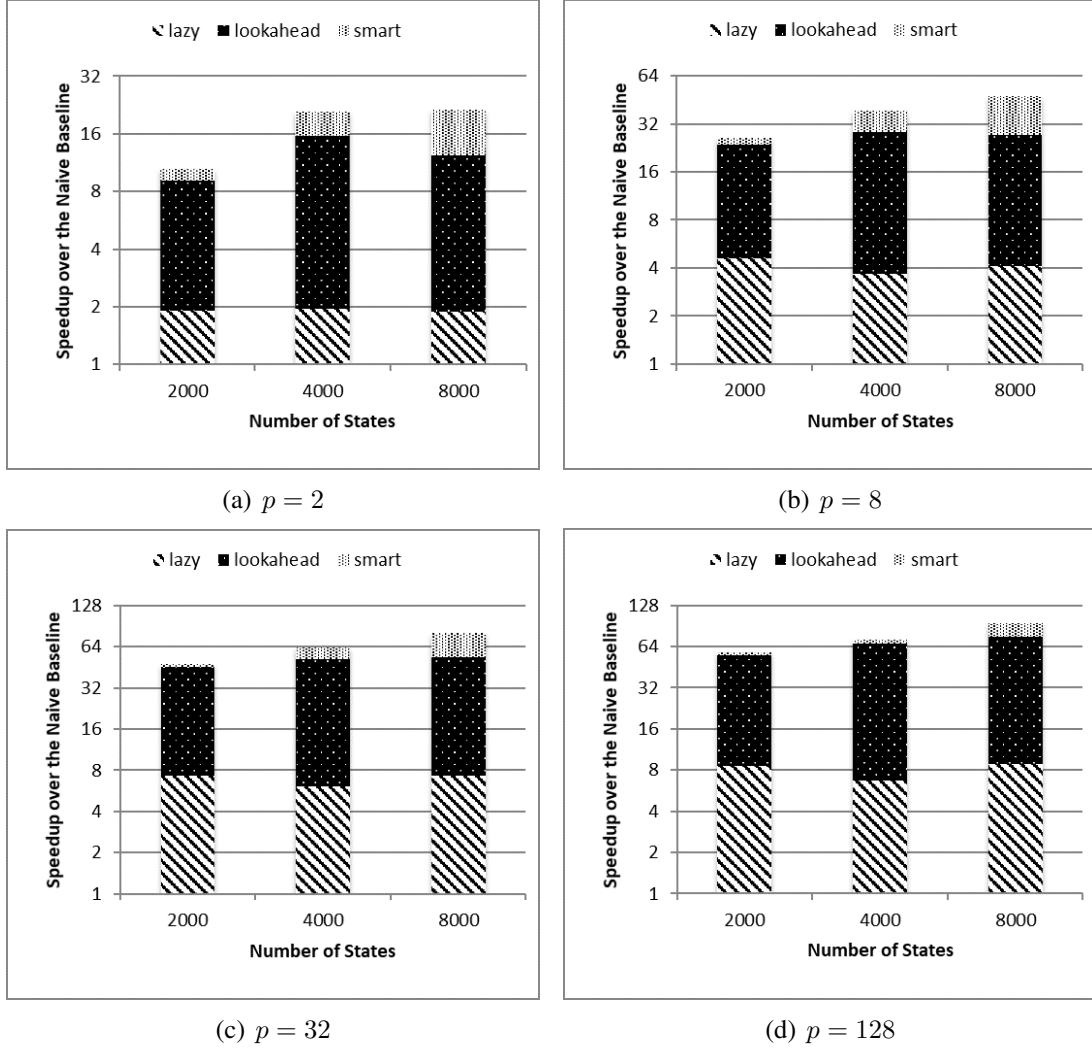 lazy lookahead smart
Speedup over the Naive Baseline
32
16
8
4
2
1
2000 4000 8000
Number of States
(a) p = 2
lazy lookahead smart
Speedup over the Naive Baseline
64
32
16
8
4
2
1
2000 4000 8000
Number of States
(b) p = 8
lazy lookahead smart
Speedup over the Naive Baseline
128
64
32
16
8
4
2
1
2000 4000 8000
Number of States
(c) p = 32
lazy lookahead smart
Speedup over the Naive Baseline
128
64
32
16
8
4
2
1
2000 4000 8000
Number of States
(d) p = 128